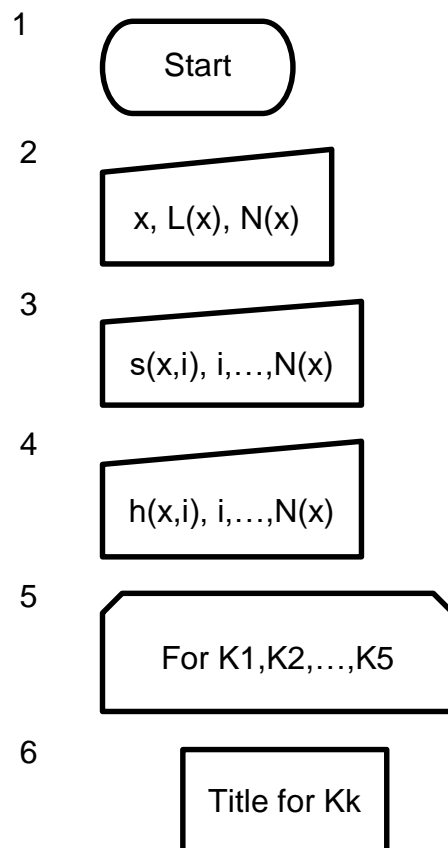 1
Start
2
x, L(x), N(x)
3
s(x,i), i,…,N(x)
4
h(x,i), i,…,N(x)
5
For K1,K2,…,K5
6
Title for Kk